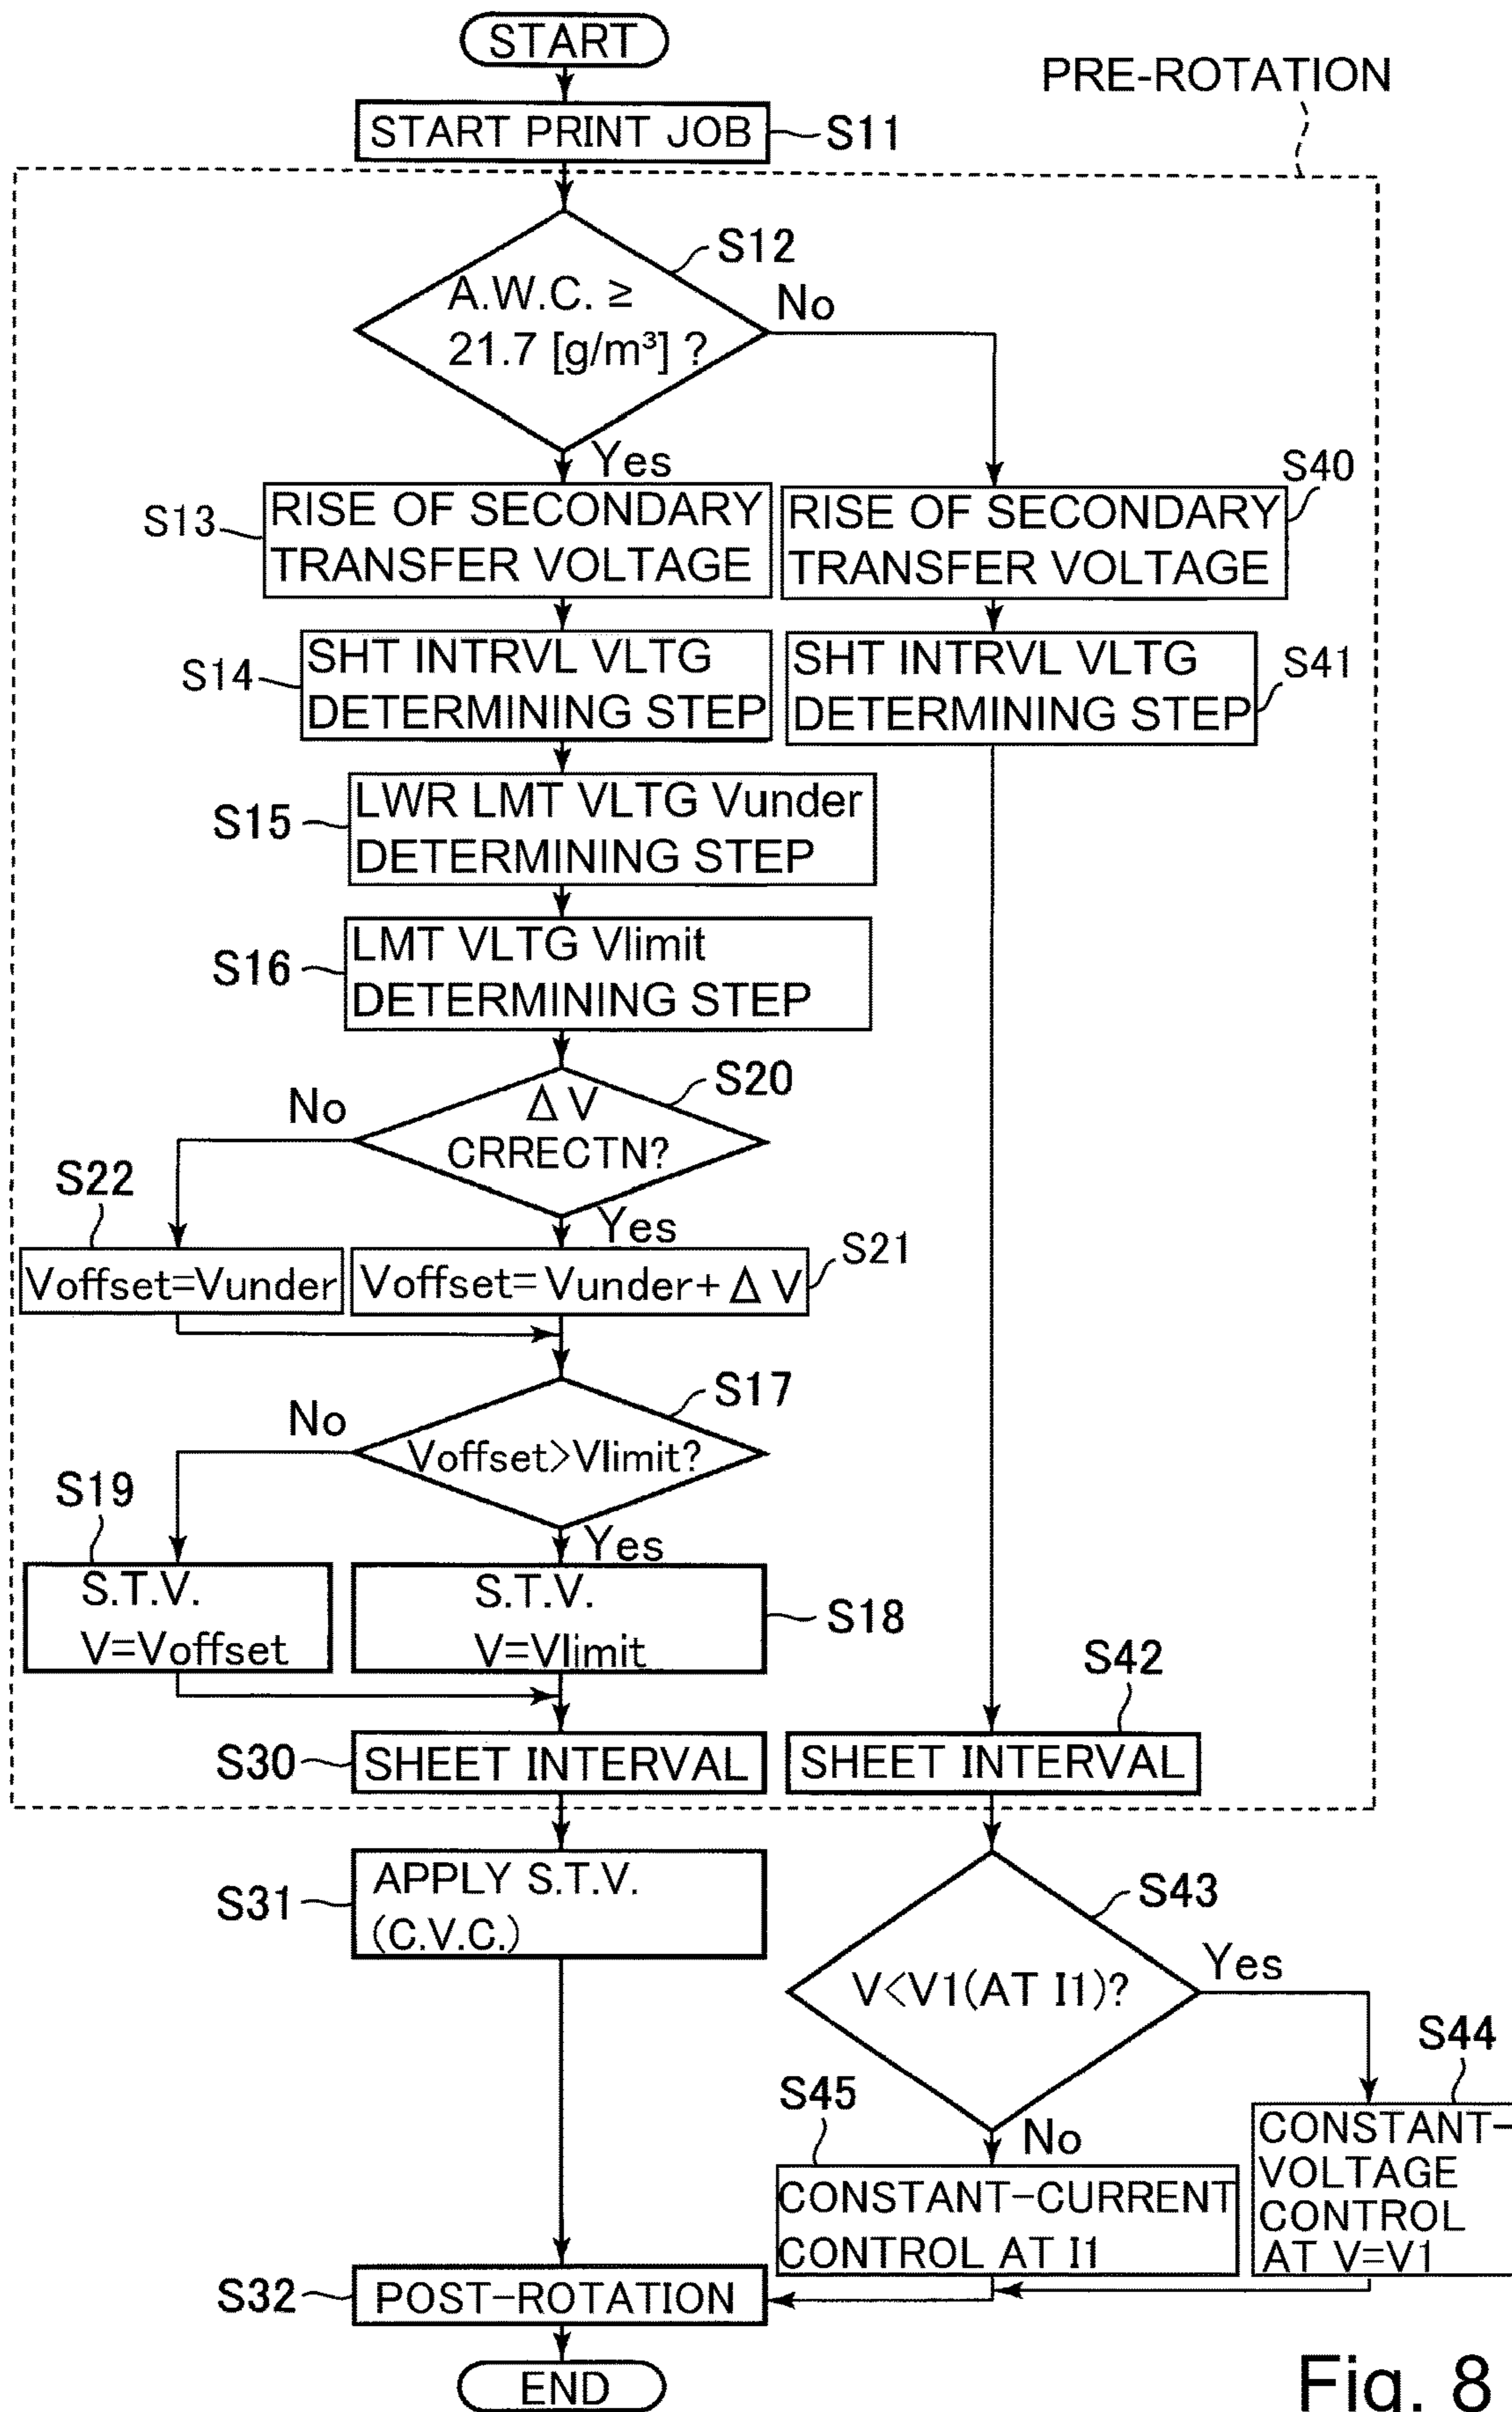 START
PRE-ROTATION
START PRINT JOB
S11
S12
A.W.C. ≥
21.7 [g/m³] ?
No
Yes
S13
RISE OF SECONDARY
TRANSFER VOLTAGE
S40
RISE OF SECONDARY
TRANSFER VOLTAGE
S14
SHT INTRVL VLTG
DETERMINING STEP
S41
SHT INTRVL VLTG
DETERMINING STEP
S15
LWR LMT VLTG Vunder
DETERMINING STEP
S16
LMT VLTG Vlimit
DETERMINING STEP
S20
Δ V
CRRECTN?
No
Yes
S22
Voffset=Vunder
S21
Voffset=Vunder+Δ V
S17
Voffset>Vlimit?
No
Yes
S19
S.T.V.
V=Voffset
S18
S.T.V.
V=Vlimit
S30
SHEET INTERVAL
S42
SHEET INTERVAL
S31
APPLY S.T.V.
(C.V.C.)
S43
V<V1(AT I1)?
Yes
No
S44
CONSTANT-
VOLTAGE
CONTROL
AT V=V1
S45
CONSTANT-CURRENT
CONTROL AT I1
S32
POST-ROTATION
END
Fig. 8